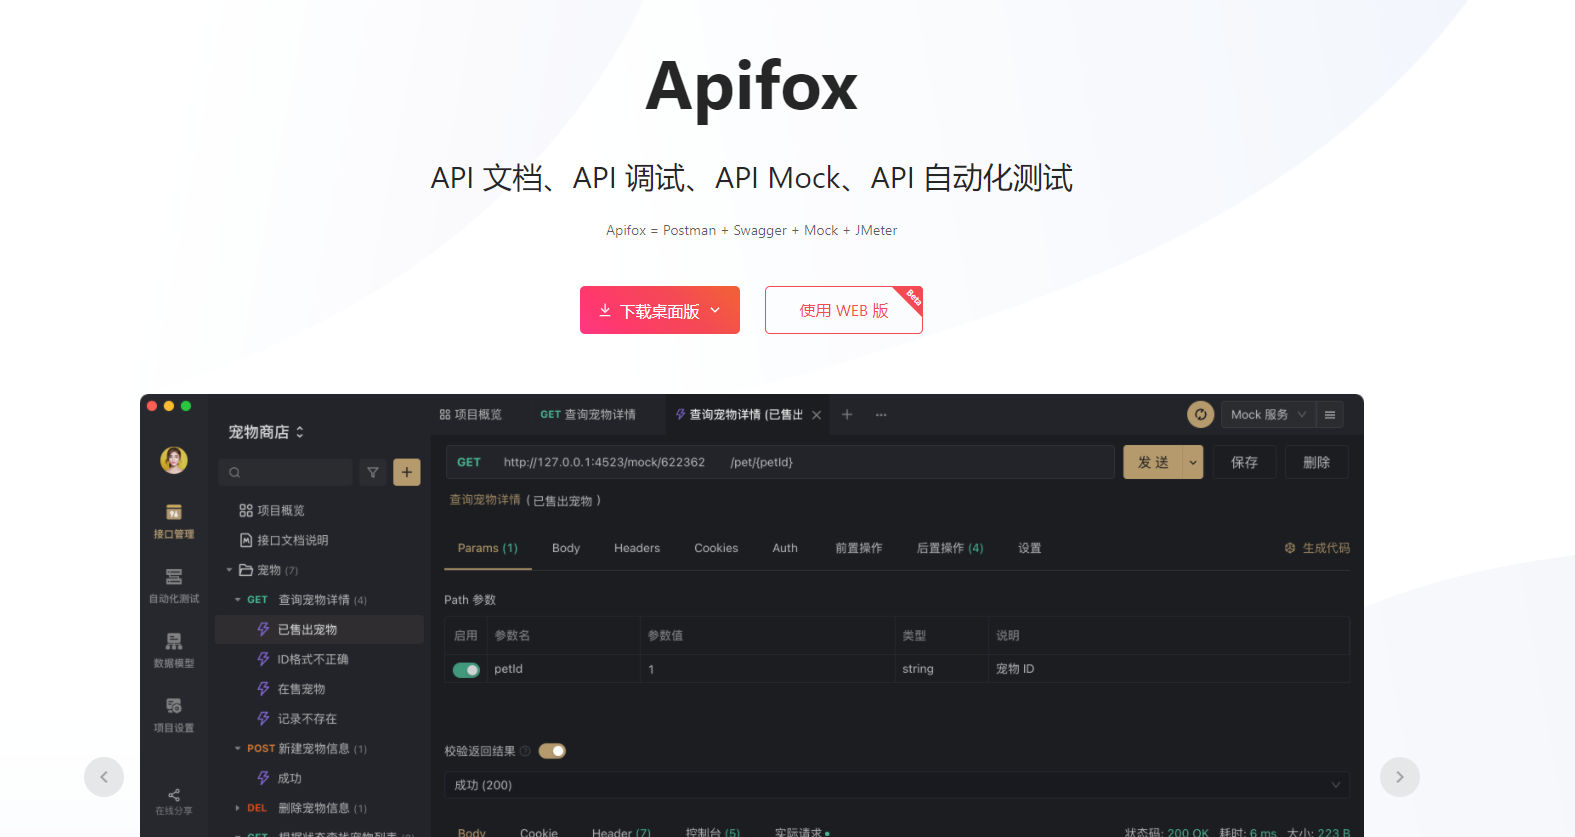 Apifox
API 文档、API 调试、API Mock、API 自动化测试
Apifox = Postman + Swagger + Mock + JMeter
下载桌面版
使用 WEB 版
Beta
宠物商店
项目概览
GET 查询宠物详情
查询宠物详情 (已售出
Mock 服务
GET http://127.0.0.1:4523/mock/622362 /pet/{petId}
发 送
保存
删除
查询宠物详情 ( 已售出宠物 )
接口管理
自动化测试
数据模型
项目设置
在线分享
项目概览
接口文档说明
宠物 (7)
GET 查询宠物详情 (4)
已售出宠物
ID格式不正确
在售宠物
记录不存在
POST 新建宠物信息 (1)
成功
DEL 删除宠物信息 (1)
GET 根据状态查找宠物列表
Params (1) Body Headers Cookies Auth 前置操作 后置操作 (4) 设置
生成代码
Path 参数
启用 参数名 参数值 类型 说明
petId 1 string 宠物 ID
校验返回结果
成功 (200)
Body Cookie Header (7) 控制台 (5) 实际请求
状态码: 200 OK 耗时: 6 ms 大小: 223 B